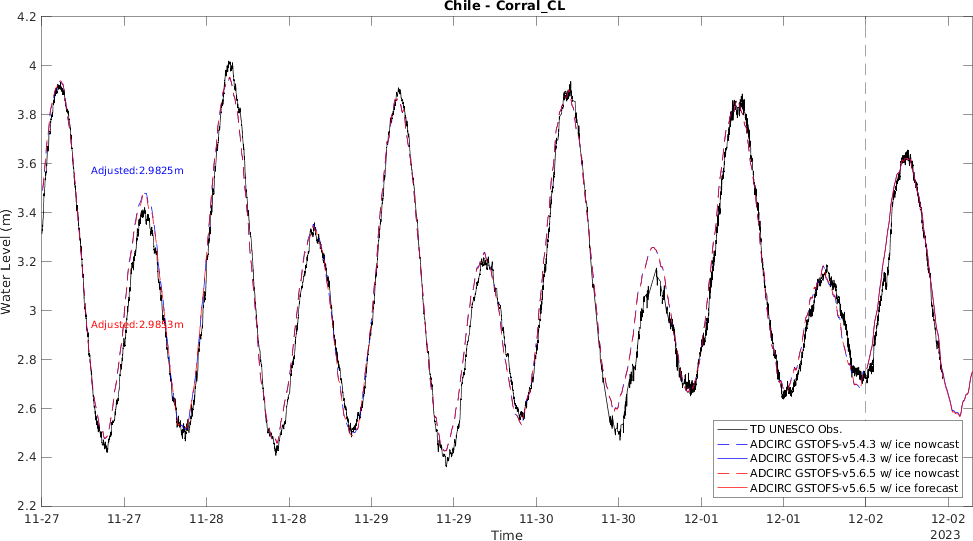 Chile - Corral_CL
4.2
4
3.8
3.6
3.4
3.2
3
2.8
2.6
2.4
2.2
Water Level (m)
Adjusted:2.9825m
Adjusted:2.9853m
TD UNESCO Obs.
ADCIRC GSTOFS-v5.4.3 w/ ice nowcast
ADCIRC GSTOFS-v5.4.3 w/ ice forecast
ADCIRC GSTOFS-v5.6.5 w/ ice nowcast
ADCIRC GSTOFS-v5.6.5 w/ ice forecast
11-27 11-27 11-28 11-28 11-29 11-29 11-30 11-30 12-01 12-01 12-02 12-02
2023
Time